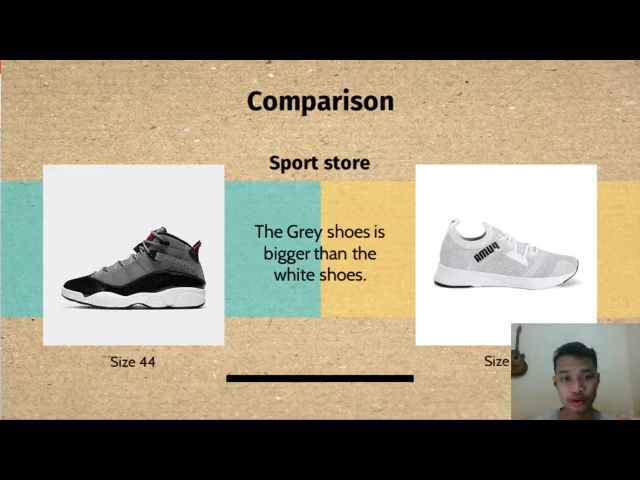 Comparison
Sport store
The Grey shoes is
bigger than the
white shoes.
PUMA
Size 44
Size